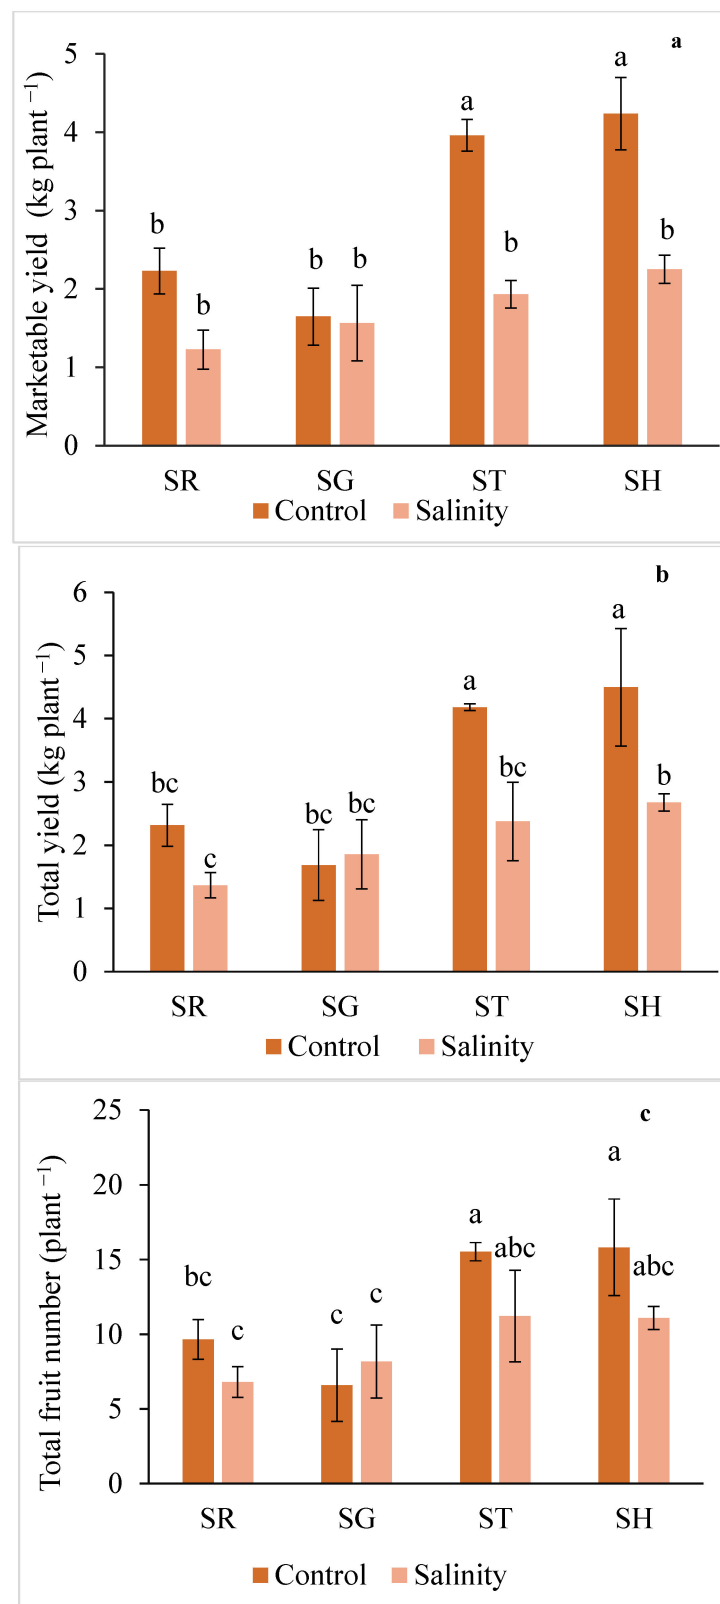 a
Marketable yield (kg plant⁻¹)
5
4
3
2
1
0
b
b
b
b
a
b
a
b
SR
SG
ST
SH
Control
Salinity
b
Total yield (kg plant⁻¹)
6
5
4
3
2
1
0
bc
c
bc
bc
a
bc
a
b
SR
SG
ST
SH
Control
Salinity
c
Total fruit number (plant⁻¹)
25
20
15
10
5
0
bc
c
c
c
a
abc
a
abc
SR
SG
ST
SH
Control
Salinity